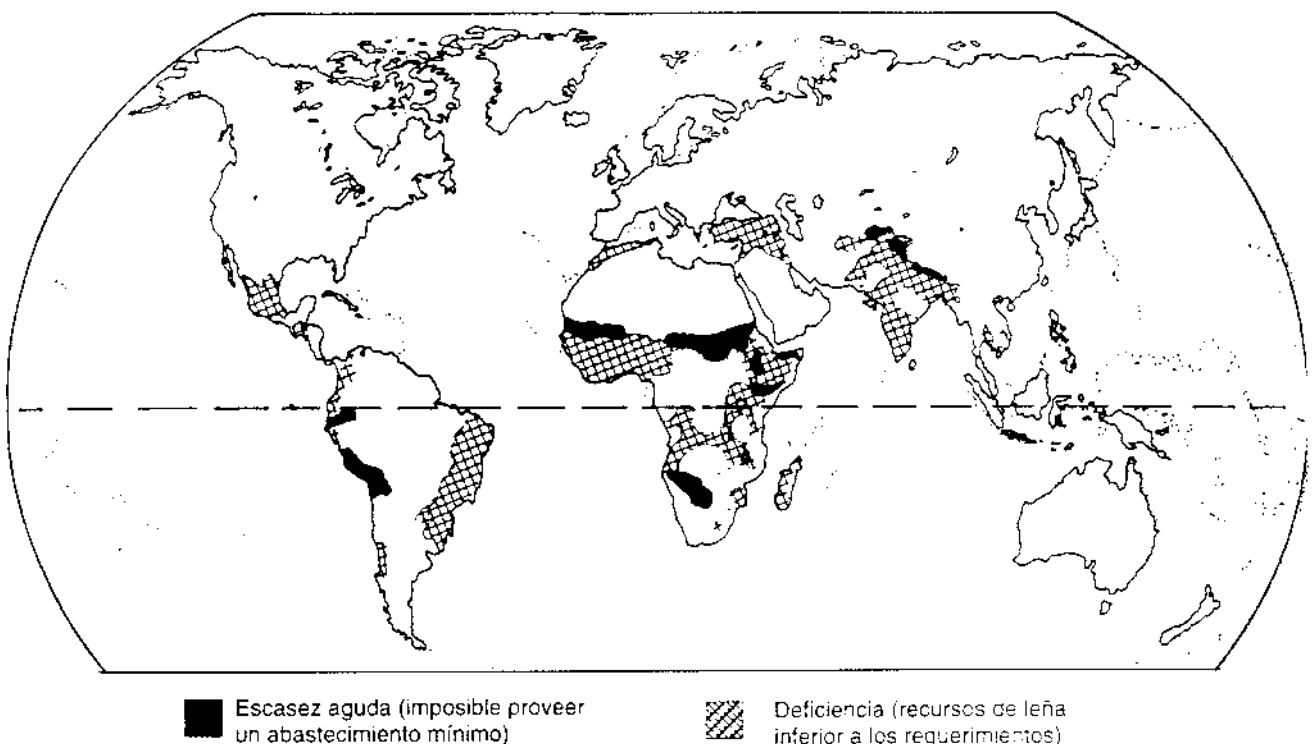 Escasez aguda (imposible proveer
un abastecimiento mínimo)
Deficiencia (recursos de leña
inferior a los requerimientos)